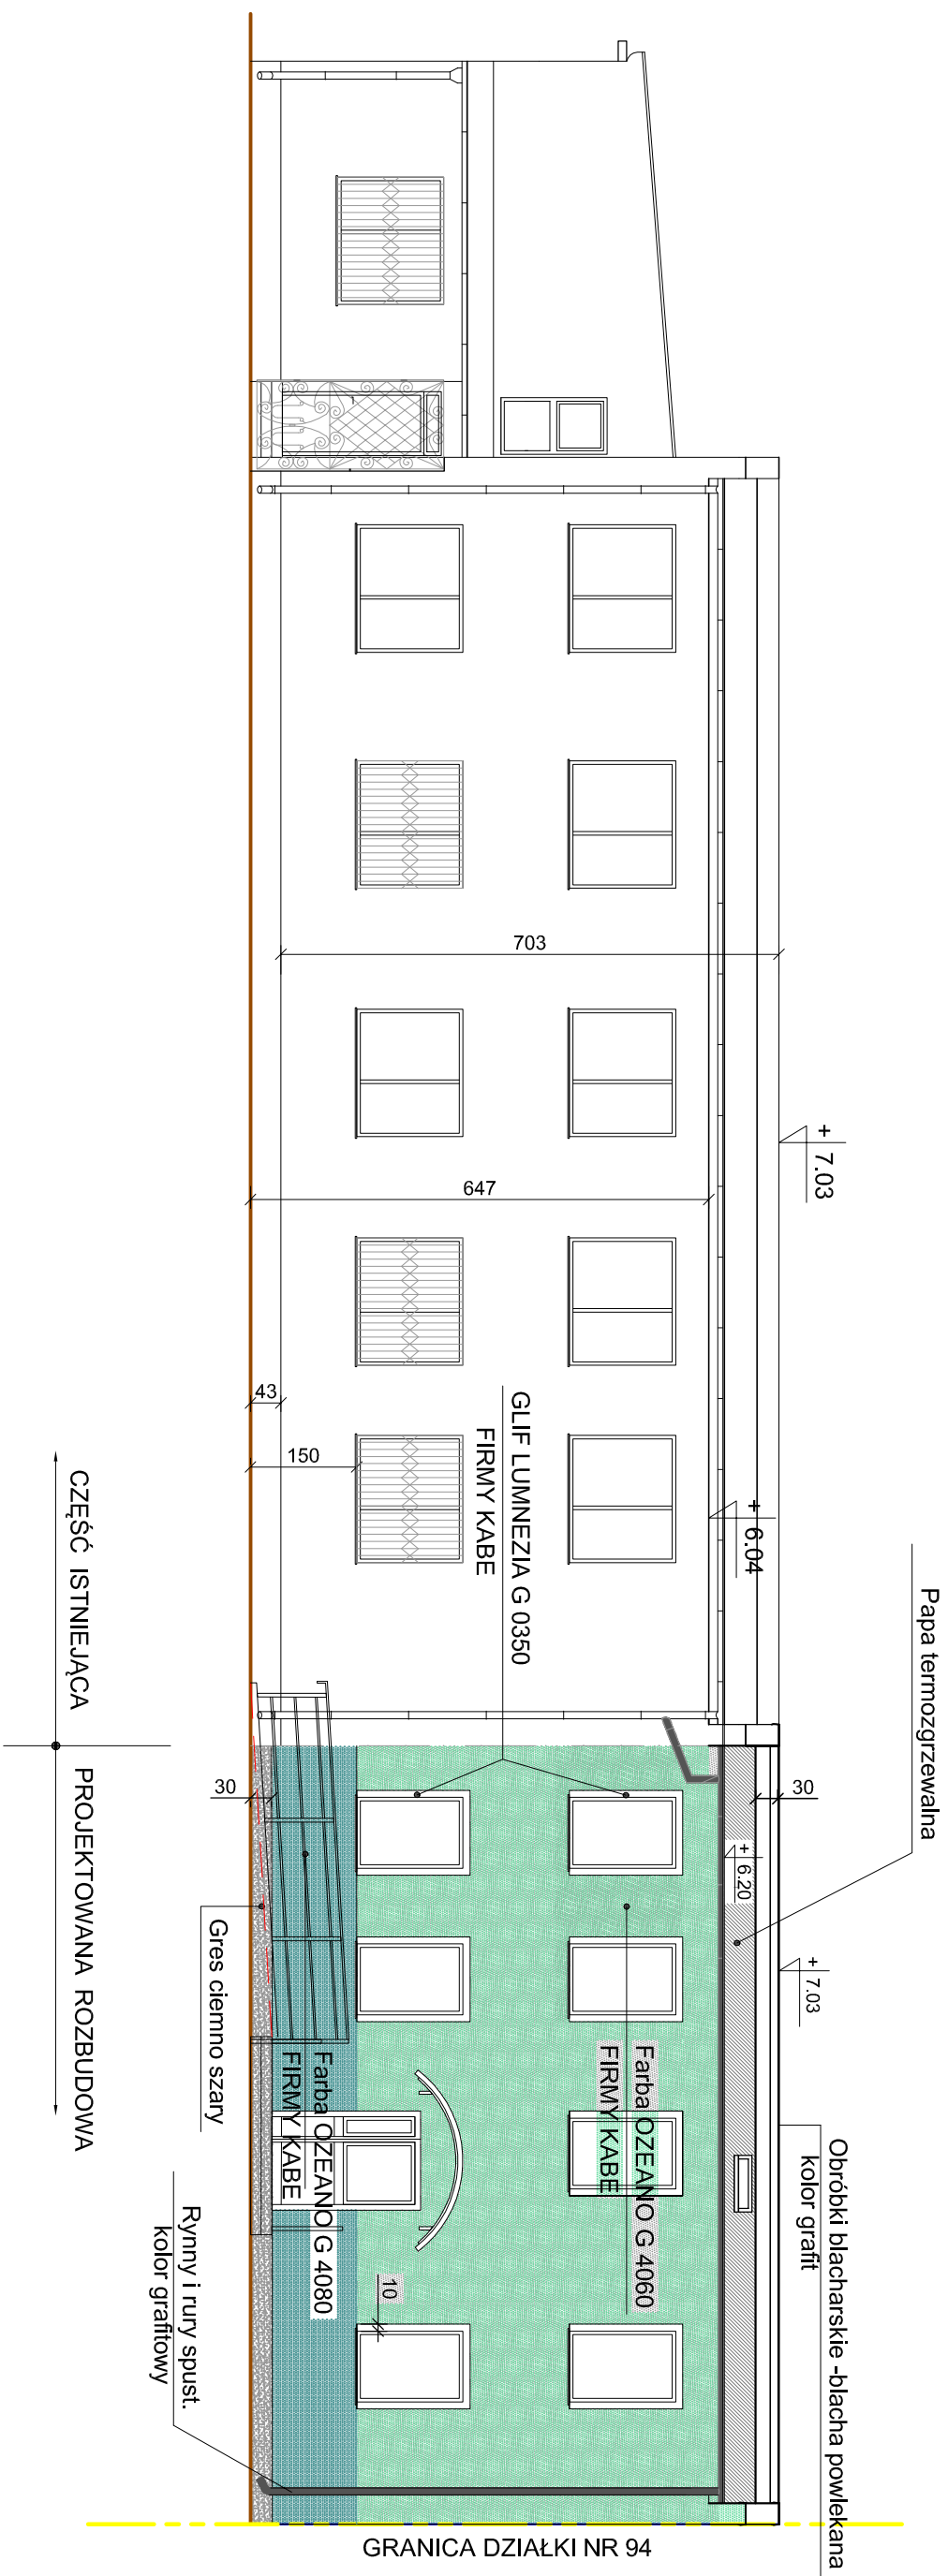 Papa termozgrzewalna
Obróbki blacharskie -blacha powlekana
kolor grafit
+
7.03
+
6.04
+
6.20
+
7.03
703
647
43
150
30
30
10
1
GLIF LUMNEZIA G 0350
FIRMY KABE
Farba OZEANO G 4060
FIRMY KABE
Farba OZEANO G 4080
FIRMY KABE
Gres ciemno szary
Rynny i rury spust.
kolor grafitowy
CZĘŚĆ ISTNIEJĄCA
PROJEKTOWANA ROZBUDOWA
GRANICA DZIAŁKI NR 94